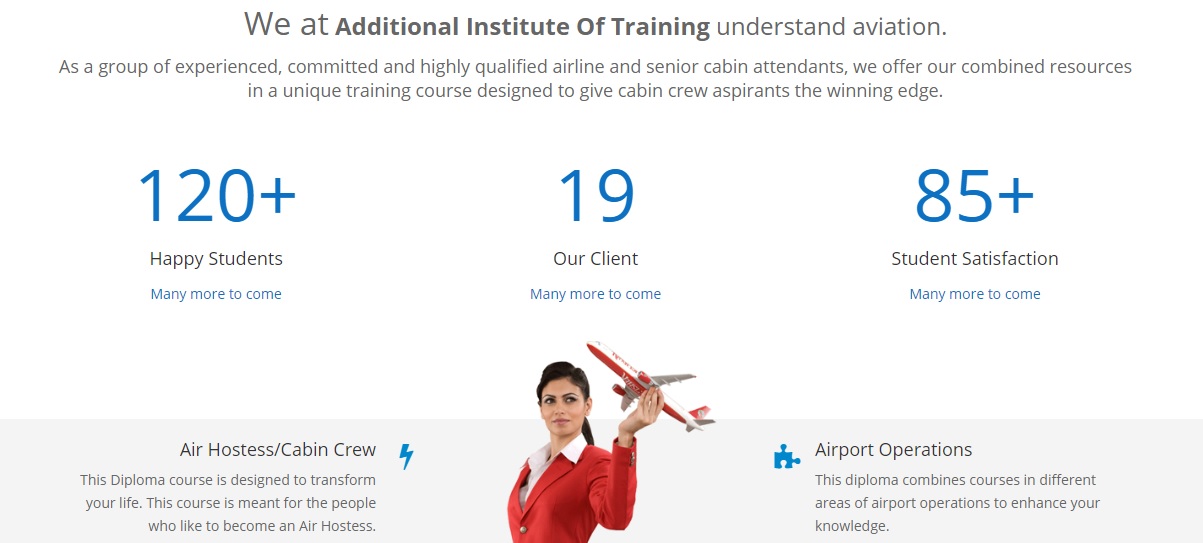 We at Additional Institute Of Training understand aviation.
As a group of experienced, committed and highly qualified airline and senior cabin attendants, we offer our combined resources
in a unique training course designed to give cabin crew aspirants the winning edge.
120+
19
85+
Happy Students
Our Client
Student Satisfaction
Many more to come
Many more to come
Many more to come
Air Hostess/Cabin Crew
This Diploma course is designed to transform
your life. This course is meant for the people
who like to become an Air Hostess.
Airport Operations
This diploma combines courses in different
areas of airport operations to enhance your
knowledge.